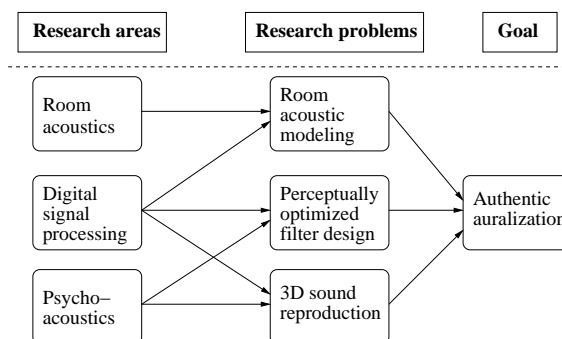 Research areas
Research problems
Goal
Room
acoustics
Room
acoustic
modeling
Digital
signal
processing
Perceptually
optimized
filter design
Authentic
auralization
Psycho–
acoustics
3D sound
reproduction